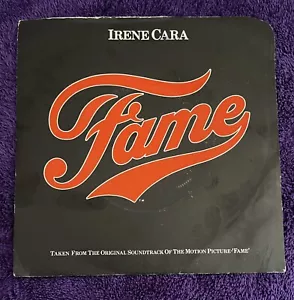 IRENE CARA
Fame
TAKEN FROM THE ORIGINAL SOUNDTRACK OF THE MOTION PICTURE 'FAME'